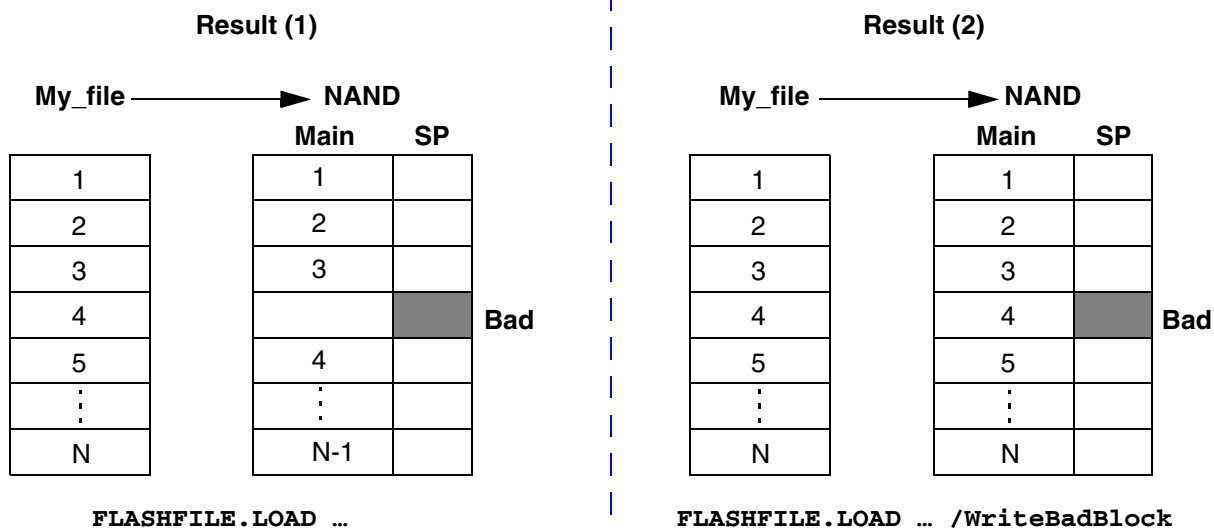 Result (1)
My_file NAND
Main SP
1 1
2 2
3 3
4 Bad
5 4
N N-1
FLASHFILE.LOAD …
Result (2)
My_file NAND
Main SP
1 1
2 2
3 3
4 4 Bad
5 5
N N
FLASHFILE.LOAD … /WriteBadBlock